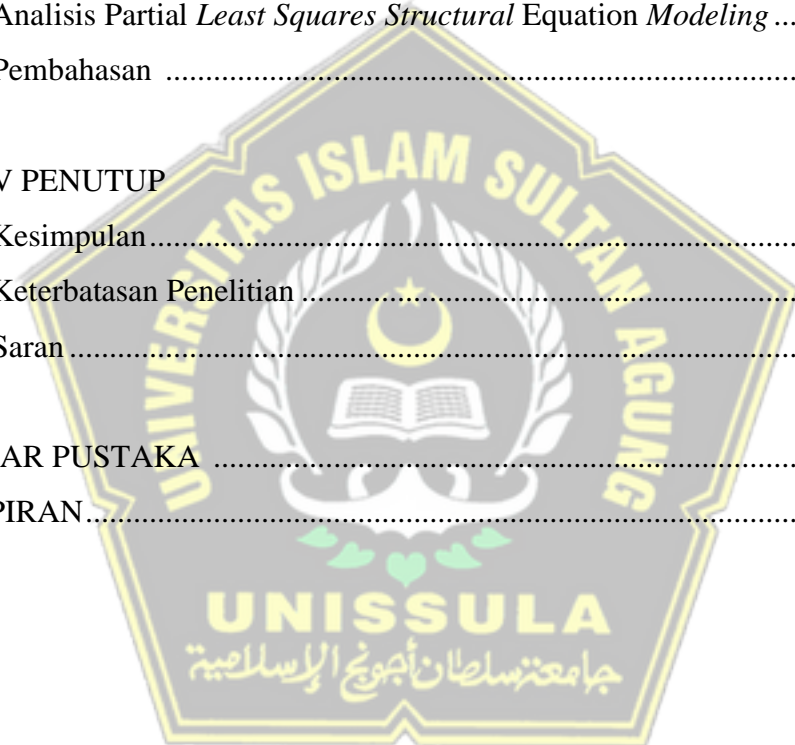 Analisis Partial Least Squares Structural Equation Modeling ...
Pembahasan ........................................................................
V PENUTUP
Kesimpulan..........................................................................
Keterbatasan Penelitian .......................................................
Saran....................................................................................
AR PUSTAKA ....................................................................
PIRAN..................................................................................
UNIVERSITAS ISLAM SULTAN AGUNG
UNISSULA
جامعة سلطان أجونج الإسلامية